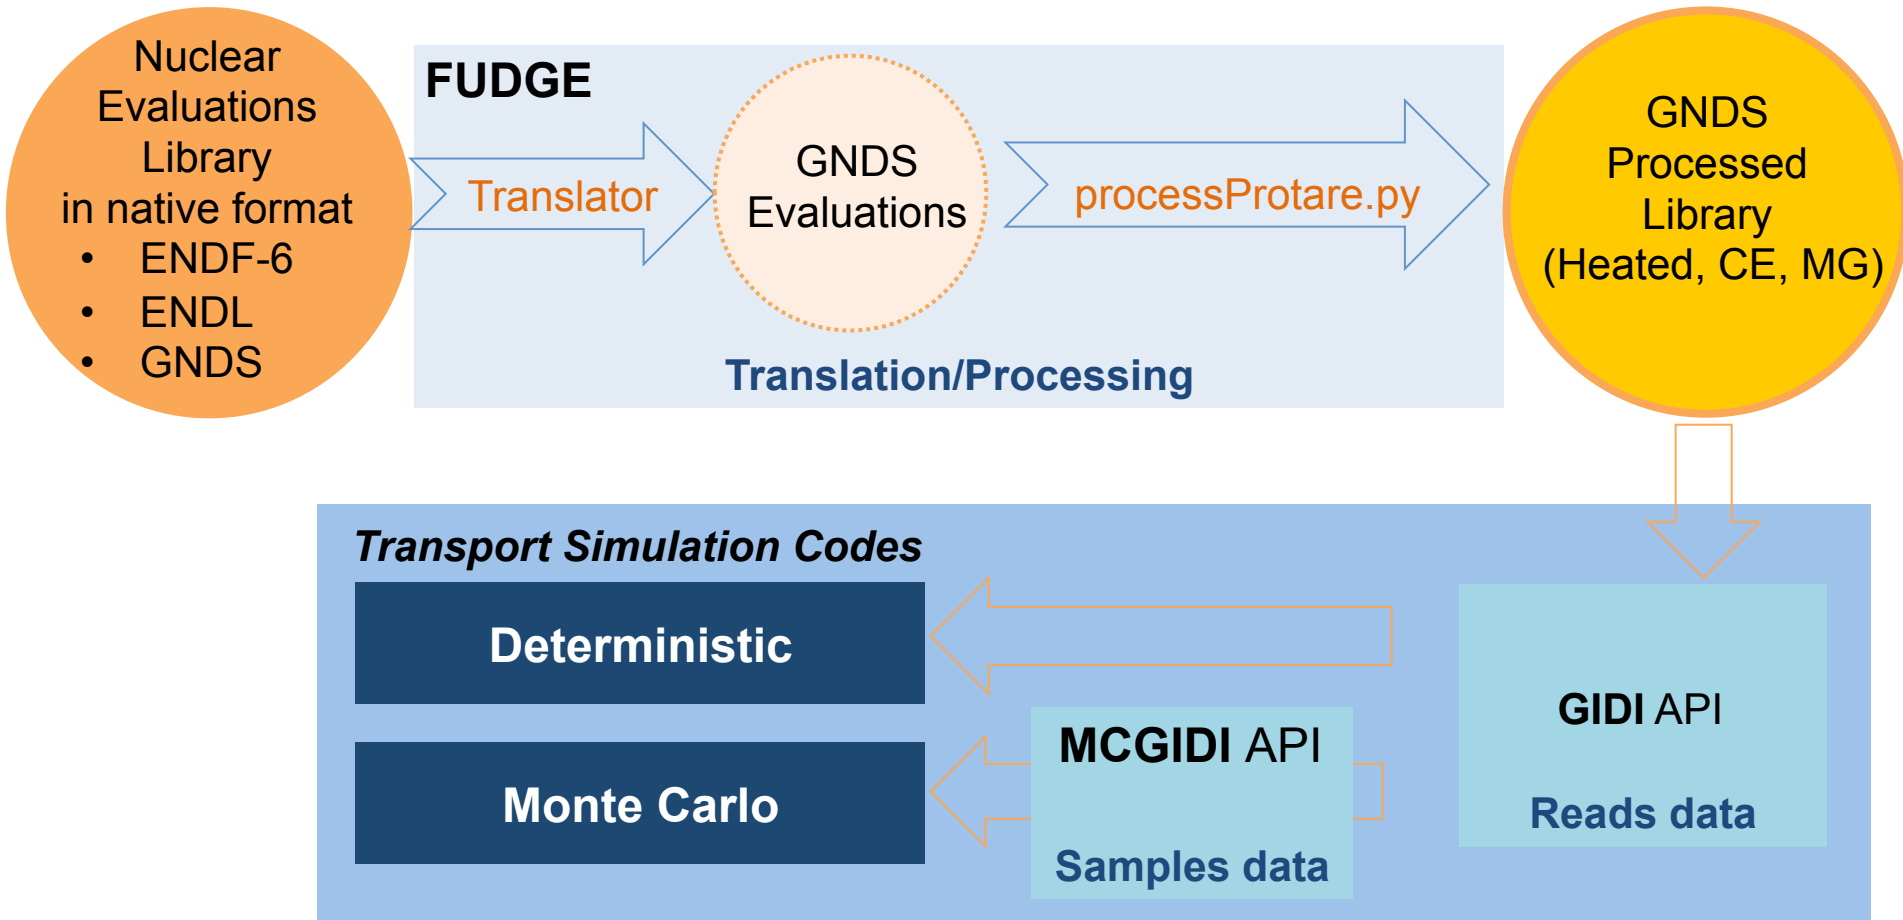 Nuclear
Evaluations
Library
in native format
• ENDF-6
• ENDL
• GNDS
FUDGE
Translator
GNDS
Evaluations
processProtare.py
Translation/Processing
GNDS
Processed
Library
(Heated, CE, MG)
Transport Simulation Codes
Deterministic
Monte Carlo
MCGIDI API
Samples data
GIDI API
Reads data